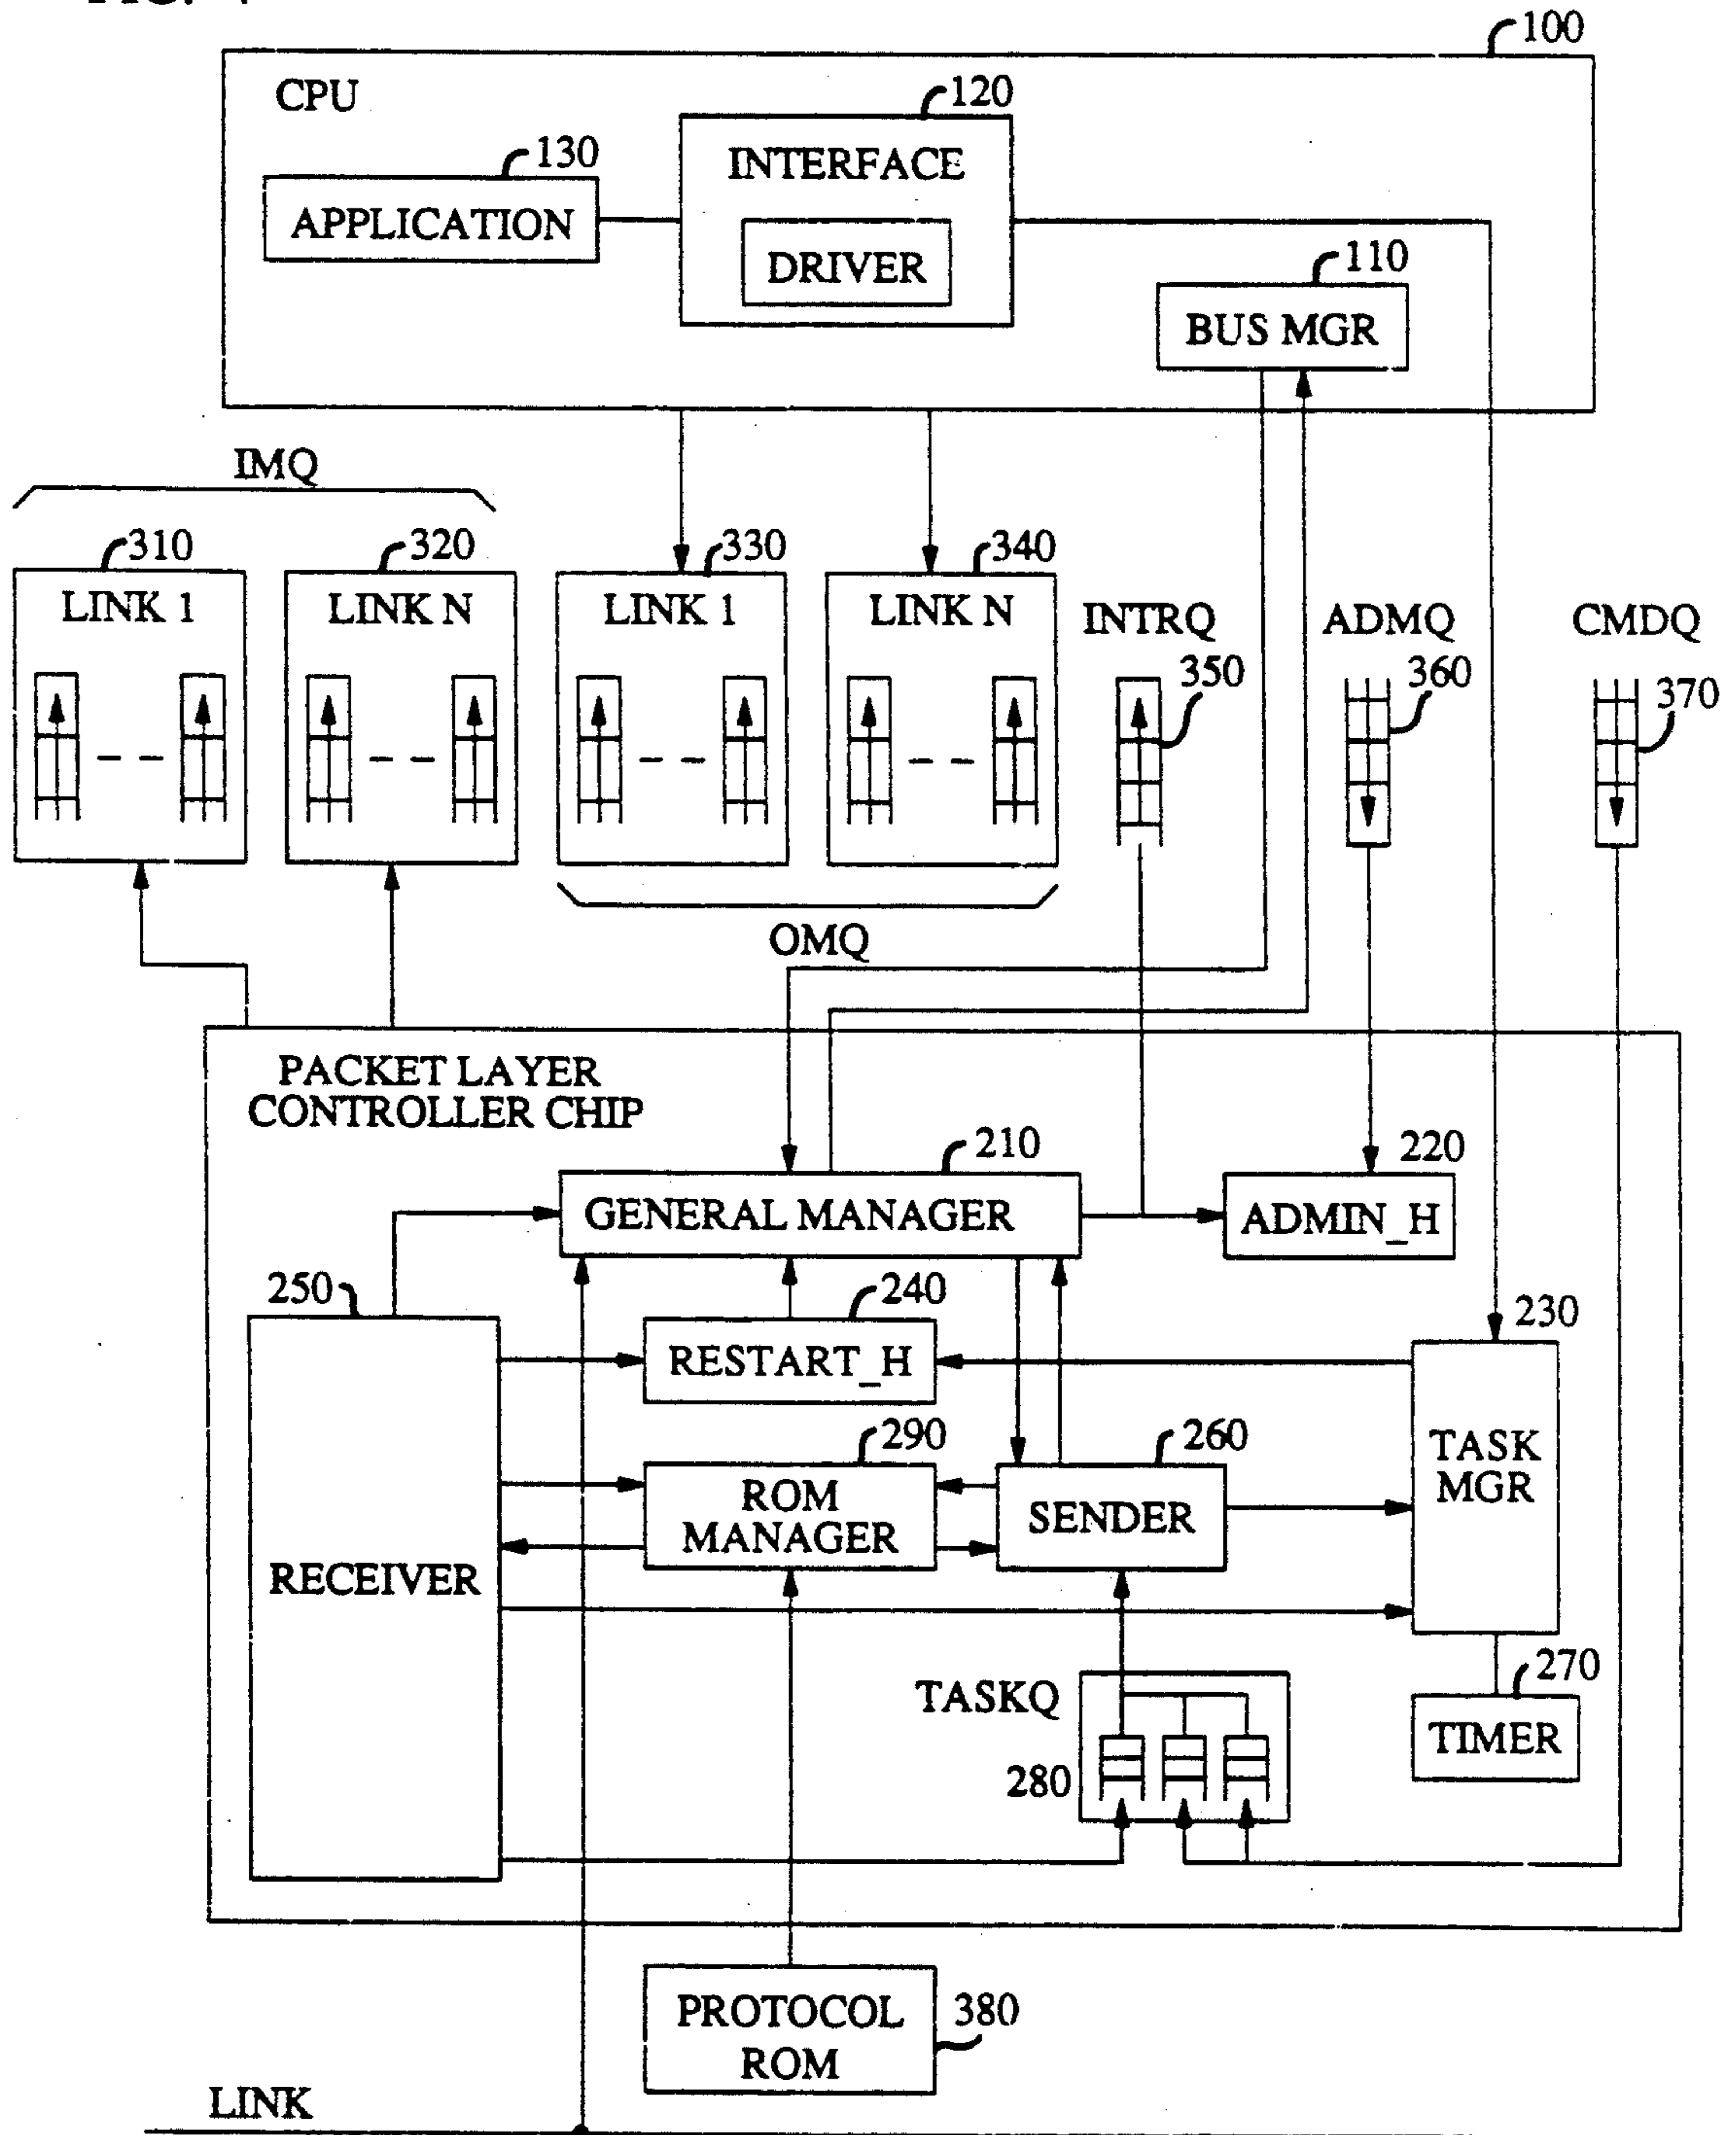 100
CPU
120
130
INTERFACE
APPLICATION
DRIVER
110
BUS MGR
IMQ
310
320
330
340
LINK 1
LINK N
LINK 1
LINK N
INTRQ
ADMQ
CMDQ
350
360
370
OMQ
PACKET LAYER
CONTROLLER CHIP
210
220
GENERAL MANAGER
ADMIN_H
250
240
230
RESTART_H
290
260
TASK
MGR
ROM
MANAGER
SENDER
RECEIVER
270
TASKQ
TIMER
280
PROTOCOL
ROM
380
LINK